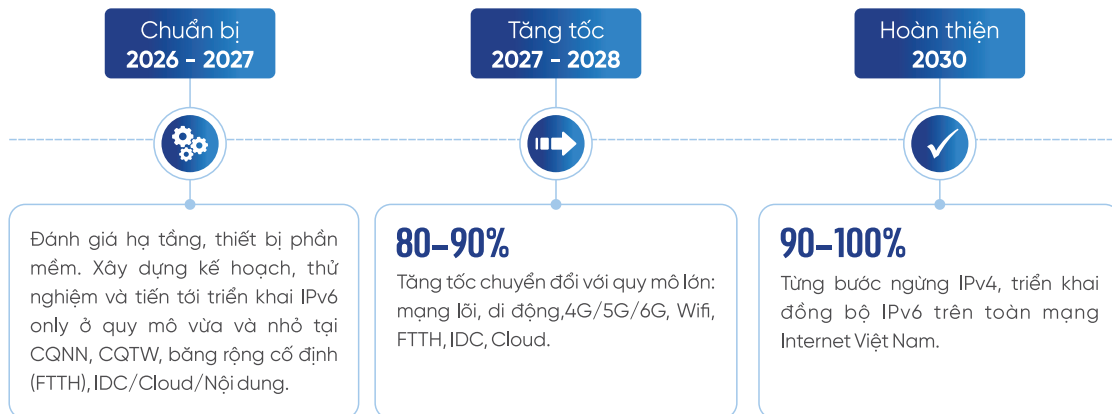 Chuẩn bị
2026 - 2027
Tăng tốc
2027 - 2028
Hoàn thiện
2030
Đánh giá hạ tầng, thiết bị phần
mềm. Xây dựng kế hoạch, thử
nghiệm và tiến tới triển khai IPv6
only ở quy mô vừa và nhỏ tại
CQNN, CQTW, băng rộng cố định
(FTTH), IDC/Cloud/Nội dung.
80–90%
Tăng tốc chuyển đổi với quy mô lớn:
mạng lõi, di động,4G/5G/6G, Wifi,
FTTH, IDC, Cloud.
90–100%
Từng bước ngừng IPv4, triển khai
đồng bộ IPv6 trên toàn mạng
Internet Việt Nam.